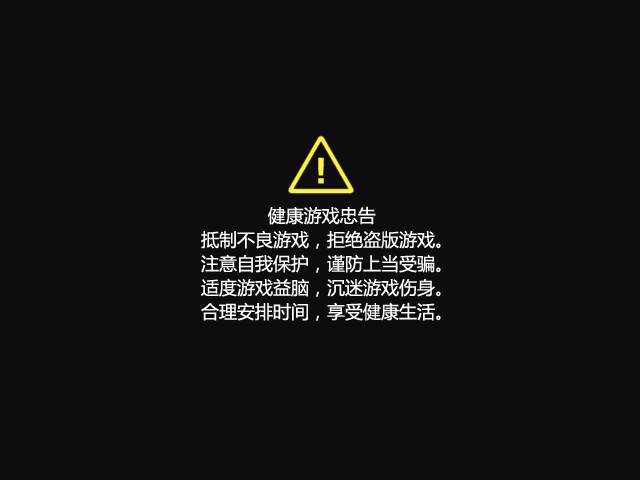 健康游戏忠告
抵制不良游戏，拒绝盗版游戏。
注意自我保护，谨防上当受骗。
适度游戏益脑，沉迷游戏伤身。
合理安排时间，享受健康生活。